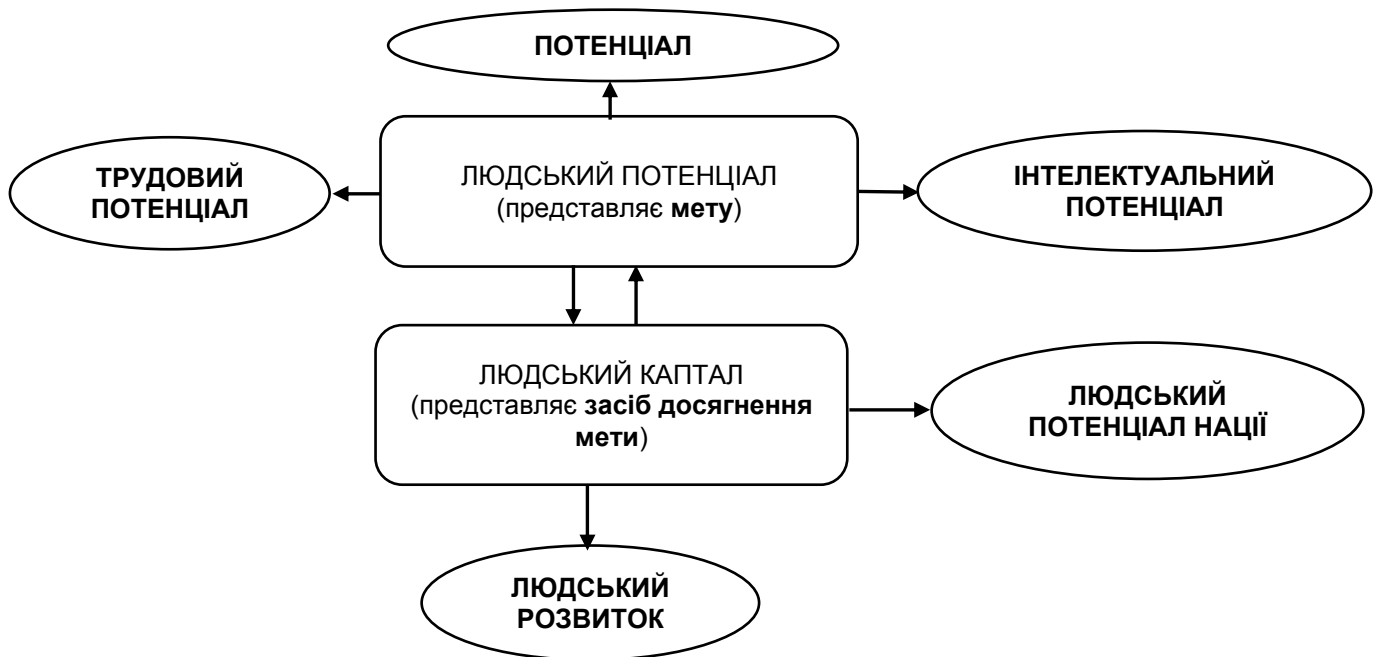 ПОТЕНЦІАЛ
ТРУДОВИЙ
ПОТЕНЦІАЛ
ЛЮДСЬКИЙ ПОТЕНЦІАЛ
(представляє мету)
ІНТЕЛЕКТУАЛЬНИЙ
ПОТЕНЦІАЛ
ЛЮДСЬКИЙ КАПТАЛ
(представляє засіб досягнення
мети)
ЛЮДСЬКИЙ
ПОТЕНЦІАЛ НАЦІЇ
ЛЮДСЬКИЙ
РОЗВИТОК